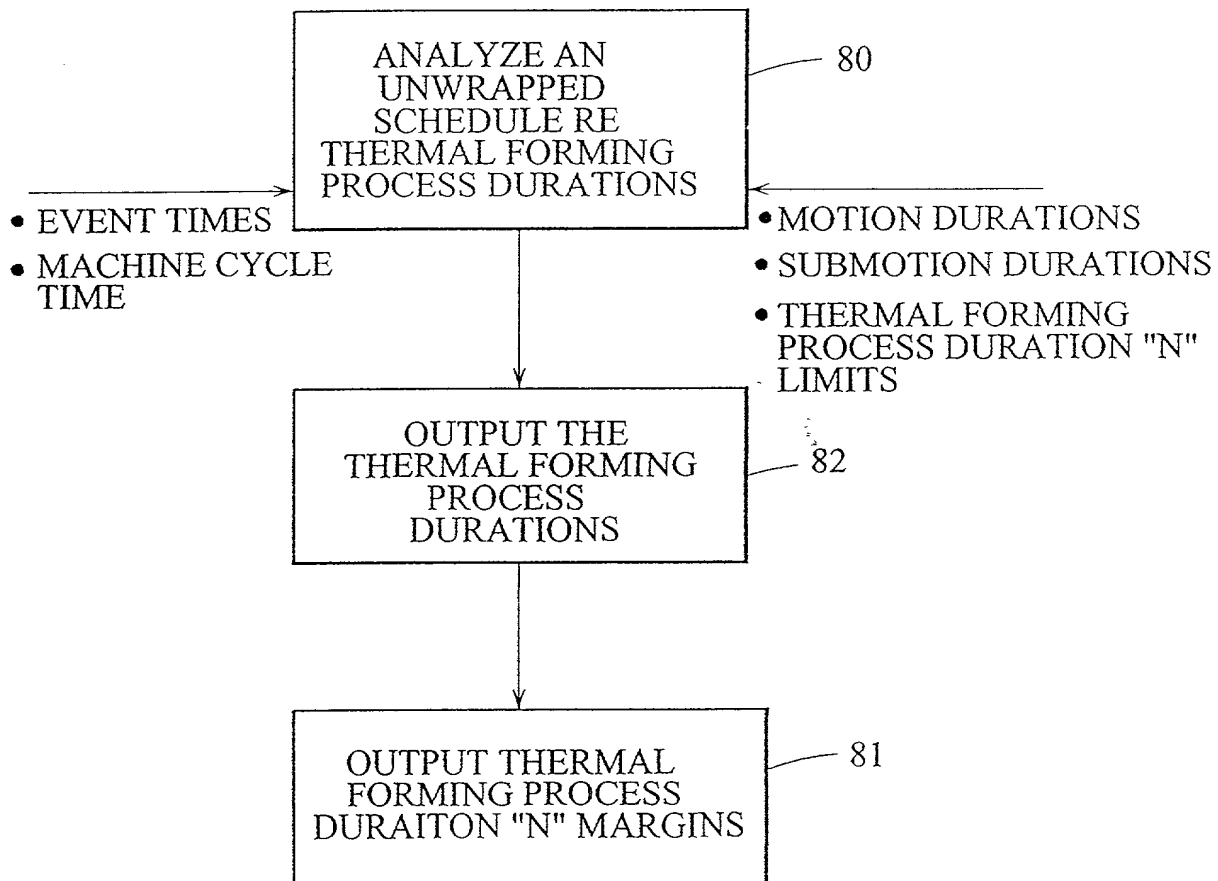 ANALYZE AN
UNWRAPPED
SCHEDULE RE
THERMAL FORMING
PROCESS DURATIONS
80
• EVENT TIMES
• MACHINE CYCLE
TIME
• MOTION DURATIONS
• SUBMOTION DURATIONS
• THERMAL FORMING
PROCESS DURATION "N"
LIMITS
OUTPUT THE
THERMAL FORMING
PROCESS
DURATIONS
82
OUTPUT THERMAL
FORMING PROCESS
DURAITON "N" MARGINS
81